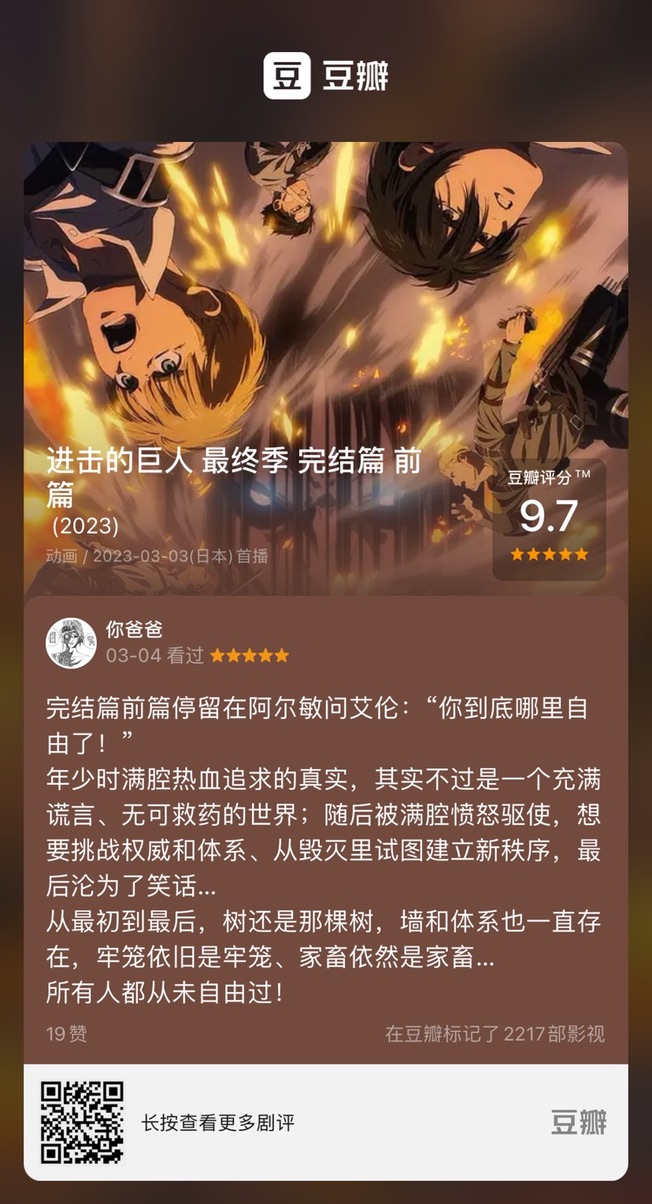 豆 豆瓣
进击的巨人 最终季 完结篇 前
篇
(2023)
动画 / 2023-03-03(日本)首播
豆瓣评分™
9.7
你爸爸
03-04 看过
完结篇前篇停留在阿尔敏问艾伦：“你到底哪里自
由了！”
年少时满腔热血追求的真实，其实不过是一个充满
谎言、无可救药的世界；随后被满腔愤怒驱使，想
要挑战权威和体系、从毁灭里试图建立新秩序，最
后沦为了笑话...
从最初到最后，树还是那棵树，墙和体系也一直存
在，牢笼依旧是牢笼、家畜依然是家畜...
所有人都从未自由过！
19赞
在豆瓣标记了2217部影视
长按查看更多剧评
豆瓣